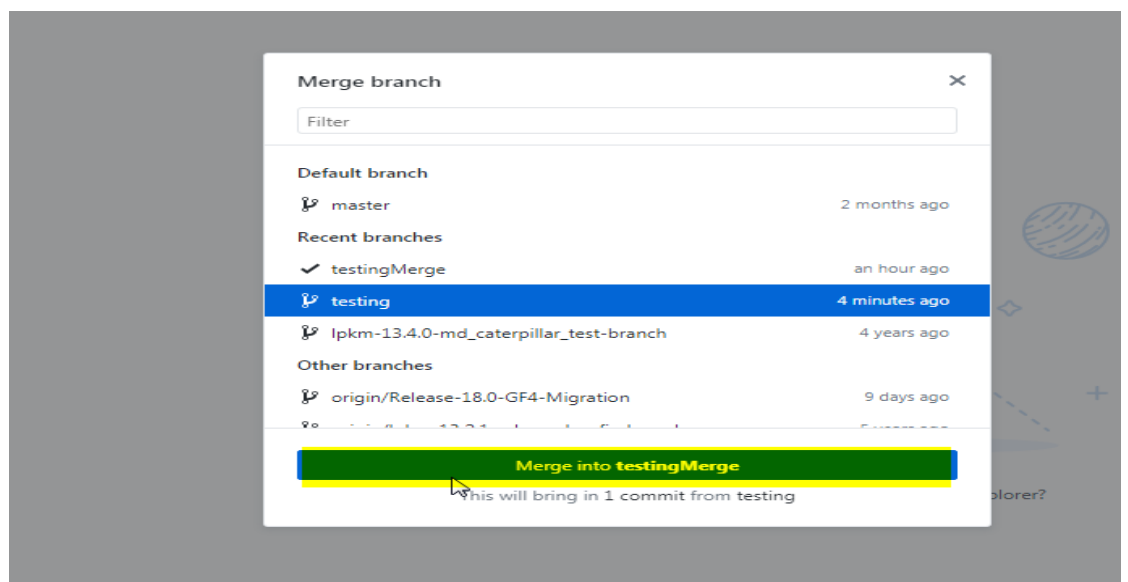 Merge branch
Filter
Default branch
master 2 months ago
Recent branches
testingMerge an hour ago
testing 4 minutes ago
lpkm-13.4.0-md_caterpillar_test-branch 4 years ago
Other branches
origin/Release-18.0-GF4-Migration 9 days ago
Merge into testingMerge
This will bring in 1 commit from testing
plorer?